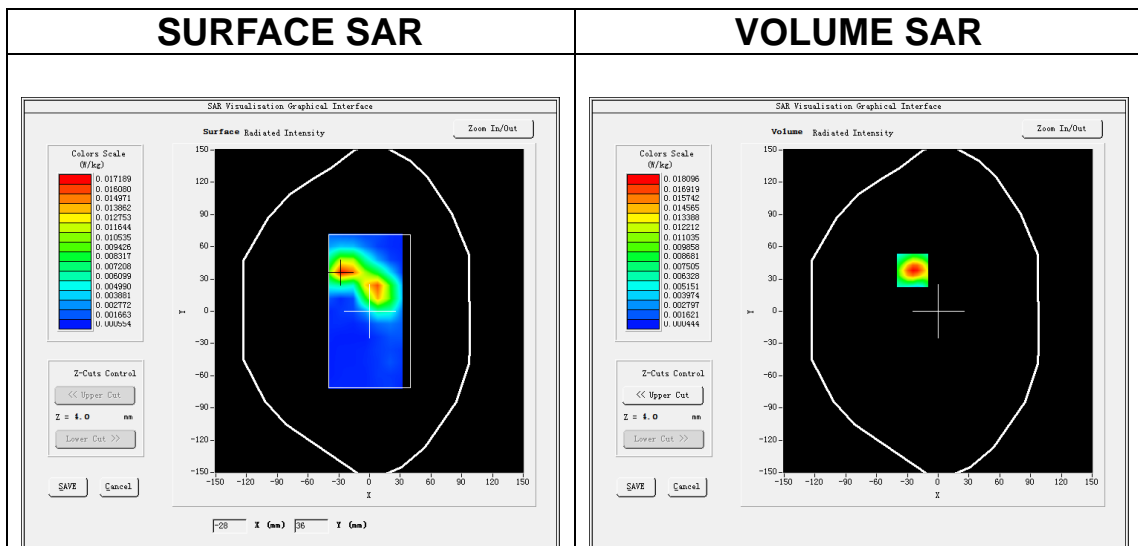 SURFACE SAR
VOLUME SAR
SAR Visualisation Graphical Interface
Surface Radiated Intensity
Zoom In/Out
Colors Scale
(W/kg)
0.017189
0.016080
0.014971
0.013862
0.012753
0.011644
0.010535
0.009426
0.008317
0.007208
0.006099
0.004990
0.003881
0.002772
0.001663
0.000554
150
120
90
60
30
0
-30
-60
-90
-120
-150
Y
-150 -120 -90 -60 -30 0 30 60 90 120 150
X
Z-Cuts Control
<< Upper Cut
Z = 4.0 mm
Lower Cut >>
SAVE Cancel
-28 X (mm) 36 Y (mm)
SAR Visualisation Graphical Interface
Volume Radiated Intensity
Zoom In/Out
Colors Scale
(W/kg)
0.018096
0.016919
0.015742
0.014565
0.013388
0.012212
0.011035
0.009858
0.008681
0.007505
0.006328
0.005151
0.003974
0.002797
0.001621
0.000444
150
120
90
60
30
0
-30
-60
-90
-120
-150
Y
-150 -120 -90 -60 -30 0 30 60 90 120 150
X
Z-Cuts Control
<< Upper Cut
Z = 4.0 mm
Lower Cut >>
SAVE Cancel